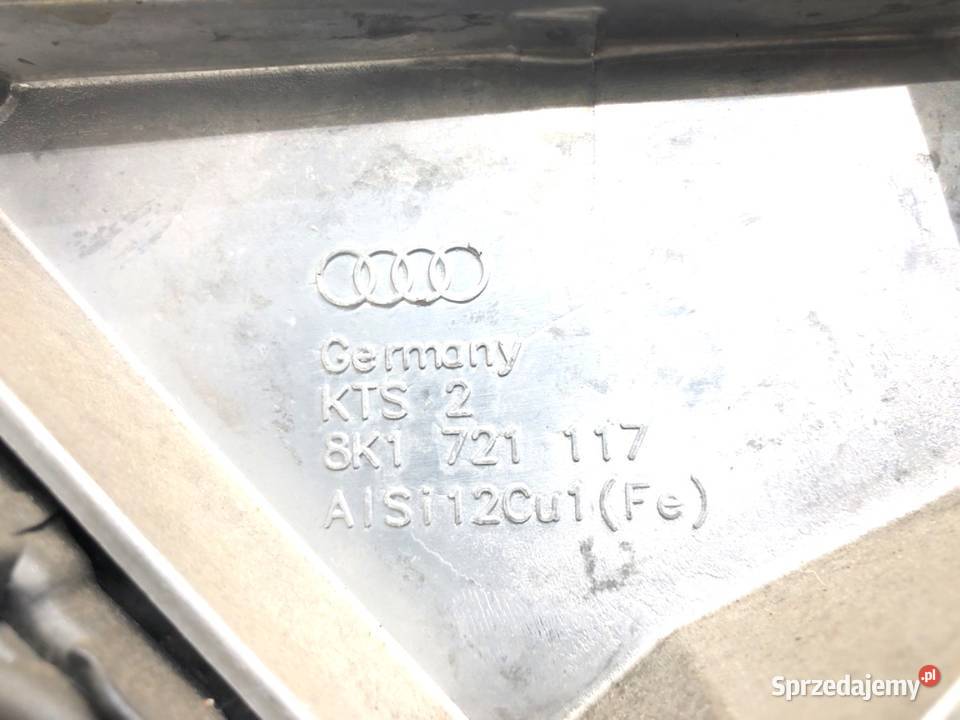 Germany
KTS 2
8K1 721 117
AlSi12Cu1(Fe)
Sprzedajemy.pl